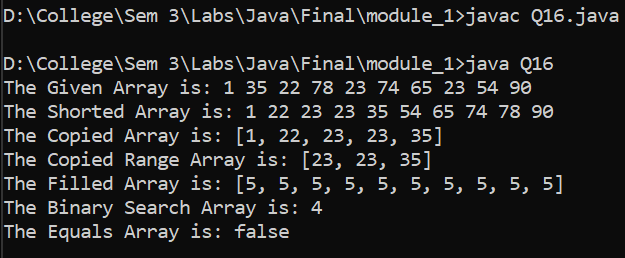 D:\College\Sem 3\Labs\Java\Final\module_1>javac Q16.java
D:\College\Sem 3\Labs\Java\Final\module_1>java Q16
The Given Array is: 1 35 22 78 23 74 65 23 54 90
The Shorted Array is: 1 22 23 23 35 54 65 74 78 90
The Copied Array is: [1, 22, 23, 23, 35]
The Copied Range Array is: [23, 23, 35]
The Filled Array is: [5, 5, 5, 5, 5, 5, 5, 5, 5, 5]
The Binary Search Array is: 4
The Equals Array is: false